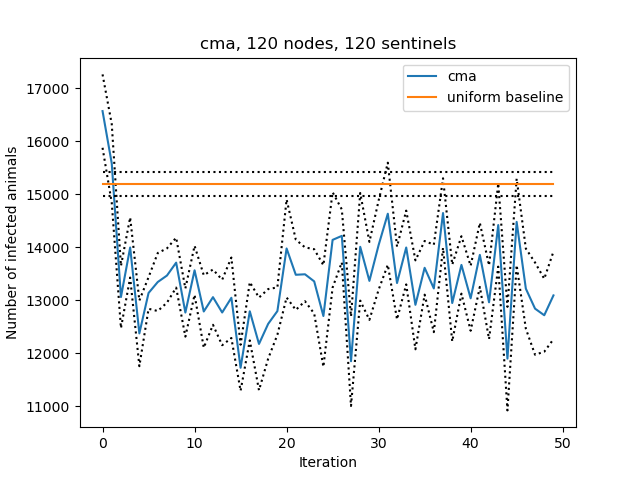 cma, 120 nodes, 120 sentinels
cma
uniform baseline
Number of infected animals
17000
16000
15000
14000
13000
12000
11000
0 10 20 30 40 50
Iteration